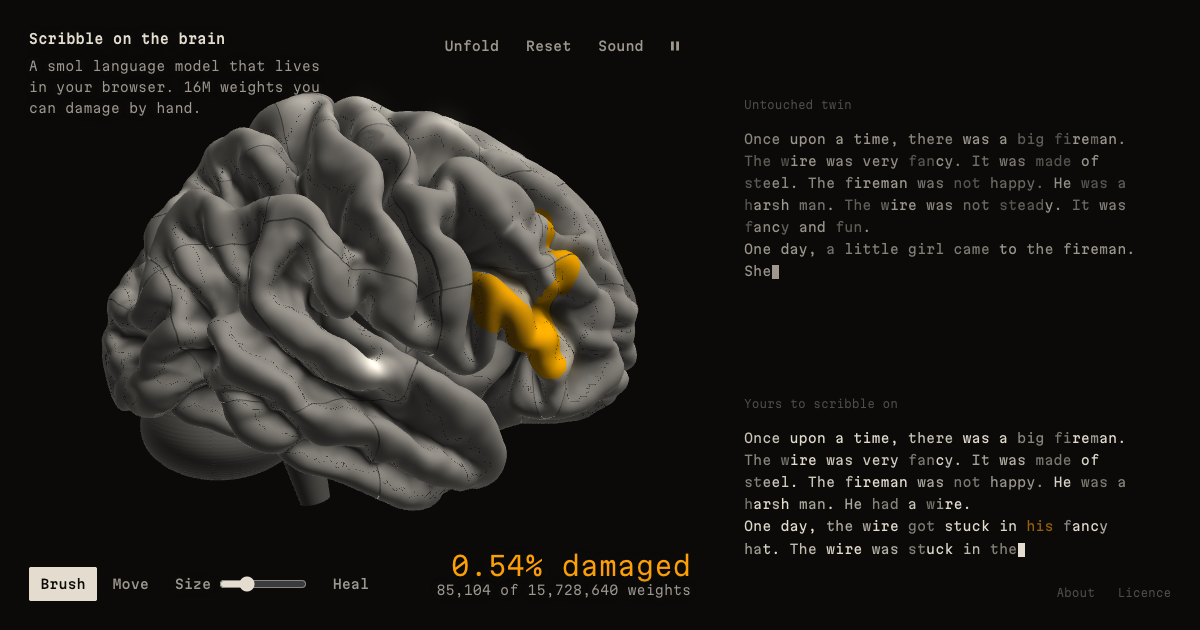 Scribble on the brain
A smol language model that lives
in your browser. 16M weights you
can damage by hand.
Unfold Reset Sound
Untouched twin
Once upon a time, there was a big fireman.
The wire was very fancy. It was made of
steel. The fireman was not happy. He was a
harsh man. The wire was not steady. It was
fancy and fun.
One day, a little girl came to the fireman.
She
Yours to scribble on
Once upon a time, there was a big fireman.
The wire was very fancy. It was made of
steel. The fireman was not happy. He was a
harsh man. He had a wire.
One day, the wire got stuck in his fancy
hat. The wire was stuck in the
0.54% damaged
85,104 of 15,728,640 weights
Brush Move Size Heal
About Licence